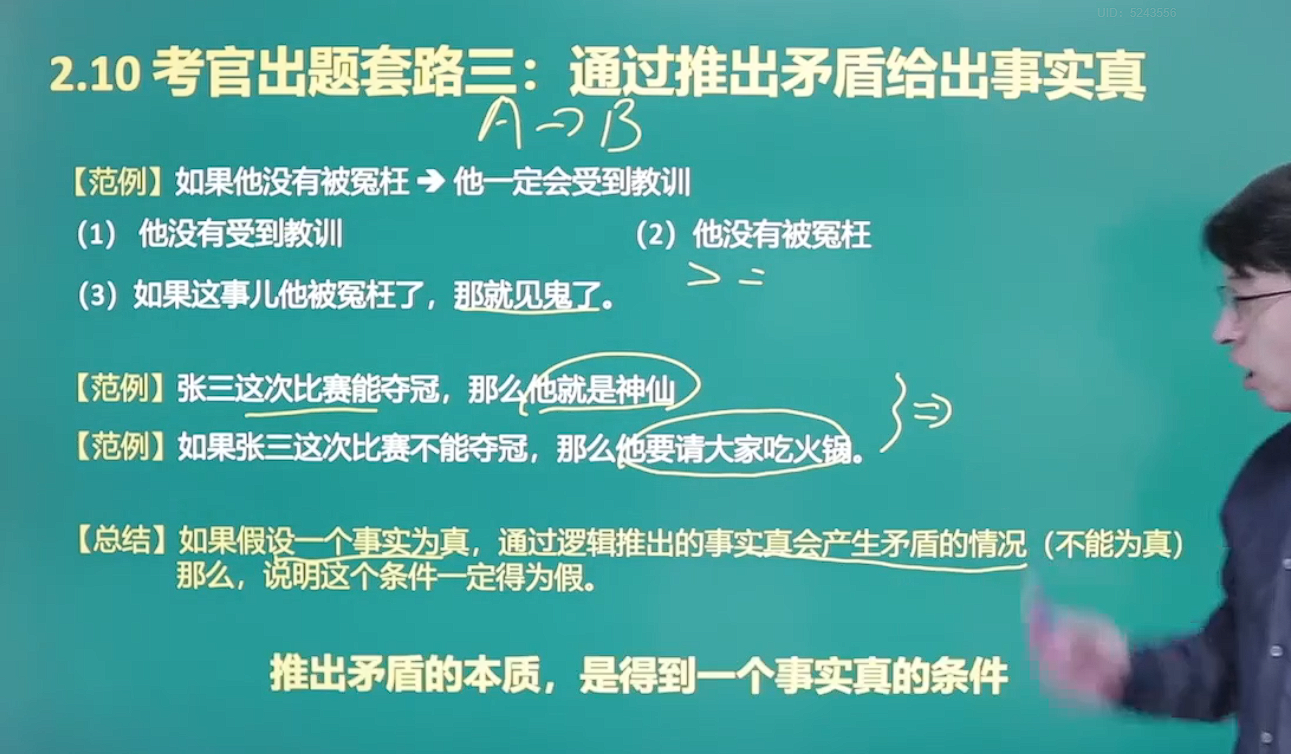 UID: 5243556
2.10 考官出题套路三：通过推出矛盾给出事实真
A → B
【范例】如果他没有被冤枉 ➔ 他一定会受到教训
（1） 他没有受到教训 （2）他没有被冤枉
（3）如果这事儿他被冤枉了，那就见鬼了。
【范例】张三这次比赛能夺冠，那么他就是神仙
【范例】如果张三这次比赛不能夺冠，那么他要请大家吃火锅。
【总结】如果假设一个事实为真，通过逻辑推出的事实真会产生矛盾的情况（不能为真）
那么，说明这个条件一定得为假。
推出矛盾的本质，是得到一个事实真的条件